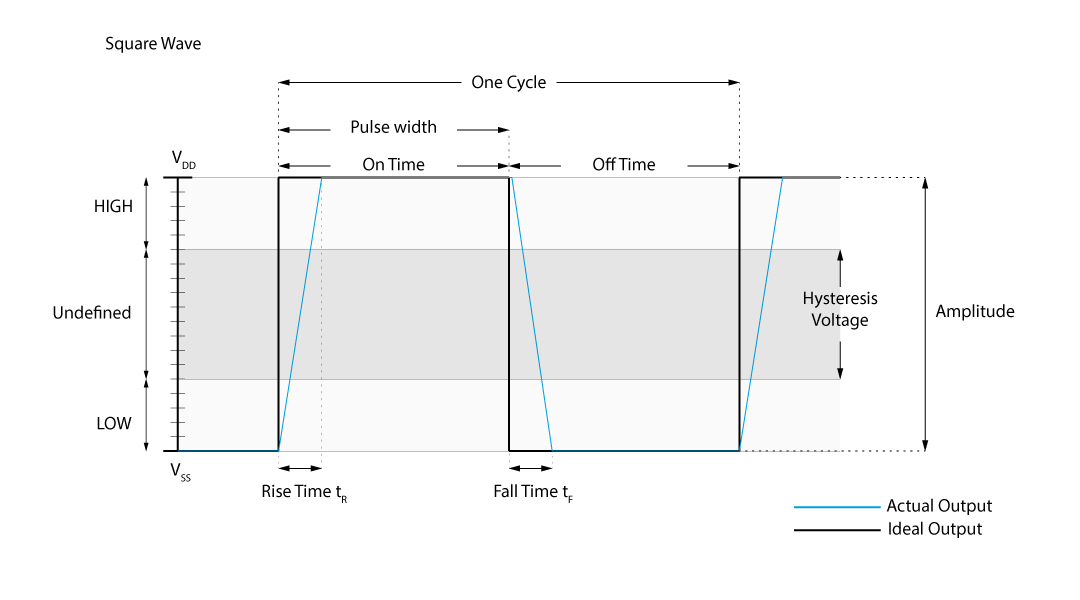 Square Wave
One Cycle
Pulse width
On Time
Off Time
VDD
HIGH
Undefined
Hysteresis
Voltage
Amplitude
LOW
VSS
Rise Time tR
Fall Time tF
Actual Output
Ideal Output